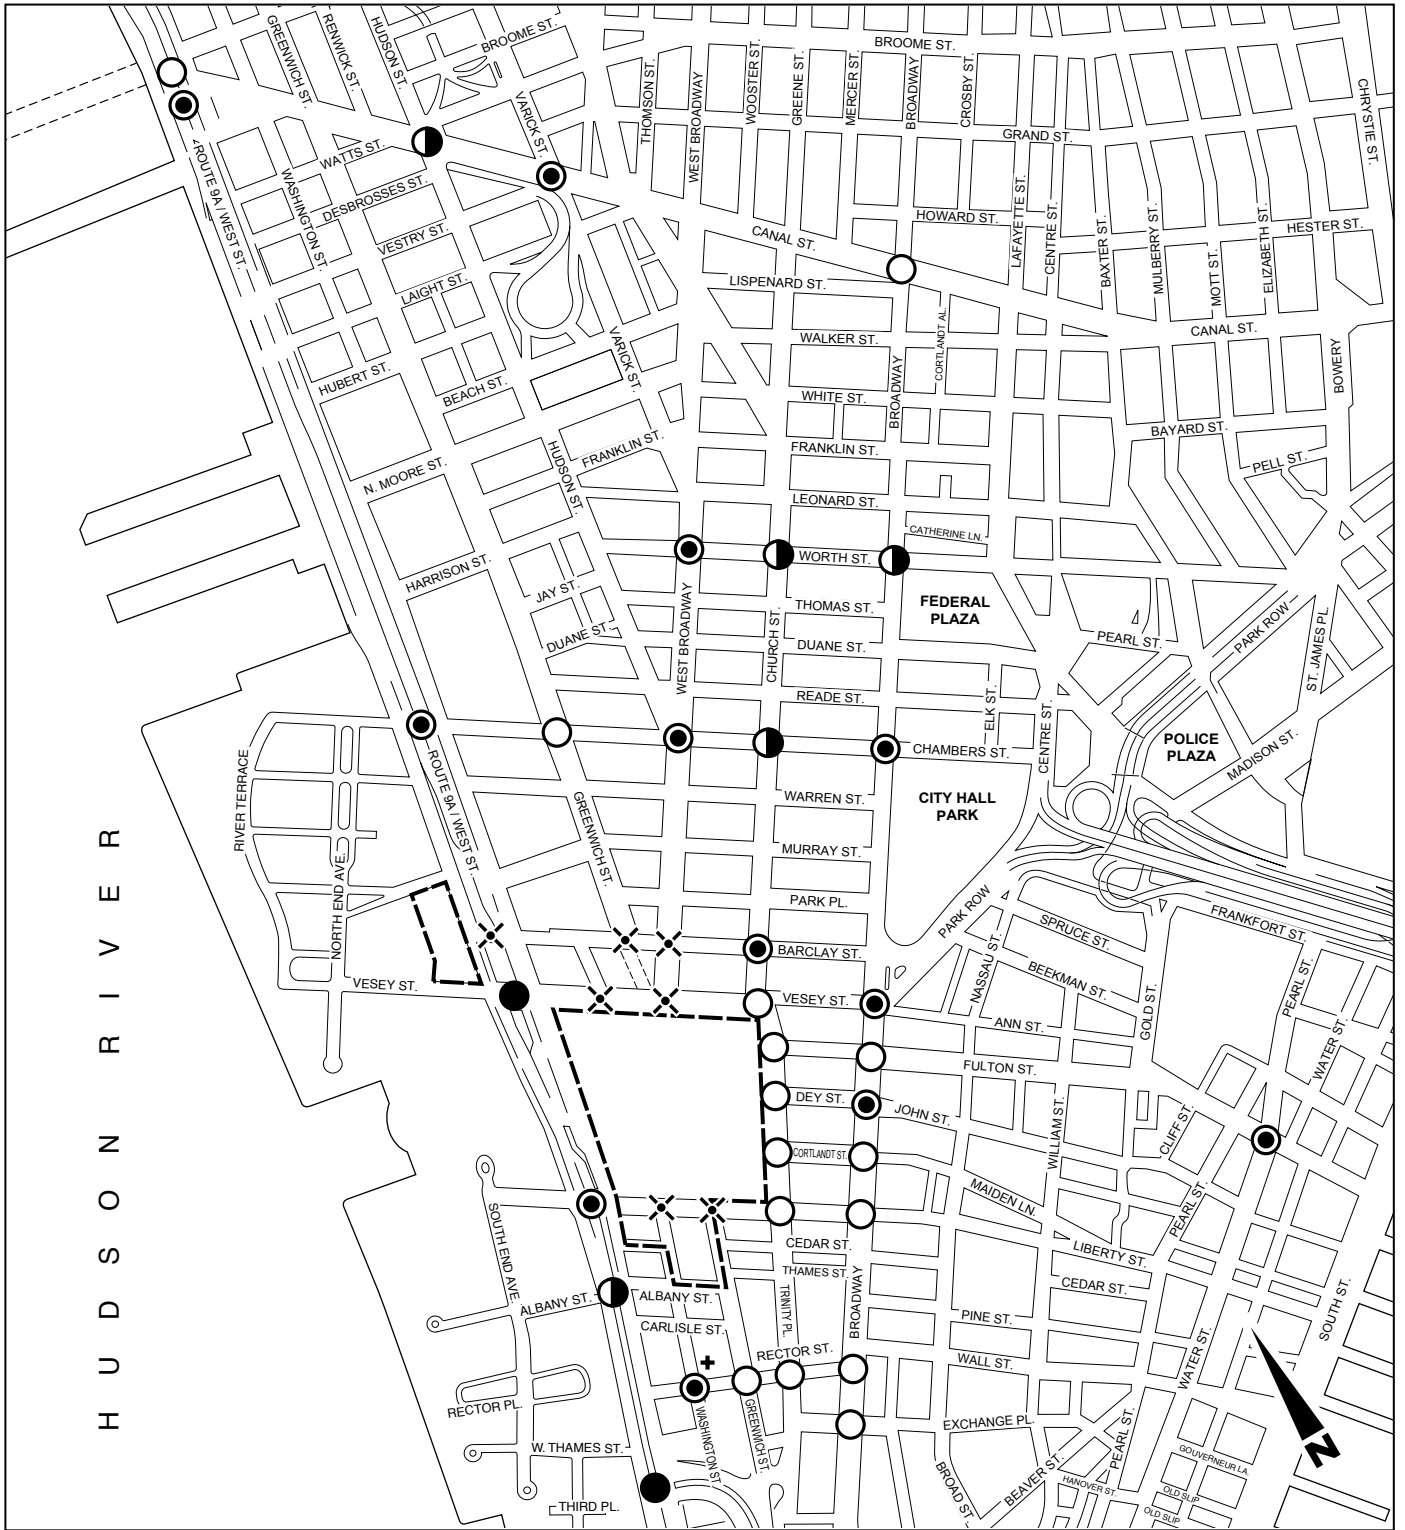 GREENWICH ST.
RENWICK ST.
HUDSON ST.
BROOME ST.
BROOME ST.
THOMSON ST.
WEST BROADWAY
WOOSTER ST.
GREENE ST.
MERCER ST.
BROADWAY
CROSBY ST.
CHRYSTIE ST.
VARICK ST.
GRAND ST.
WATTS ST.
ROUTE 9A / WEST ST.
WASHINGTON ST.
DESBROSSES ST.
VESTRY ST.
LAIGHT ST.
CANAL ST.
HOWARD ST.
LAFAYETTE ST.
CENTRE ST.
BAXTER ST.
MULBERRY ST.
MOTT ST.
ELIZABETH ST.
HESTER ST.
LISPENARD ST.
WALKER ST.
CORTLANDT AL.
CANAL ST.
BOWERY
HUBERT ST.
BEACH ST.
VARICK ST.
WHITE ST.
BROADWAY
BAYARD ST.
PELL ST.
FRANKLIN ST.
FRANKLIN ST.
N. MOORE ST.
HUDSON ST.
LEONARD ST.
CATHERINE LN.
WORTH ST.
HARRISON ST.
JAY ST.
DUANE ST.
WEST BROADWAY
CHURCH ST.
THOMAS ST.
FEDERAL
PLAZA
DUANE ST.
PEARL ST.
PARK ROW
ST. JAMES PL.
READE ST.
ELK ST.
CENTRE ST.
CHAMBERS ST.
POLICE
PLAZA
MADISON ST.
RIVER TERRACE
ROUTE 9A / WEST ST.
GREENWICH ST.
WARREN ST.
CITY HALL
PARK
MURRAY ST.
NORTH END AVE.
PARK PL.
PARK ROW
SPRUCE ST.
FRANKFORT ST.
BARCLAY ST.
NASSAU ST.
BEEKMAN ST.
GOLD ST.
PEARL ST.
VESEY ST.
VESEY ST.
ANN ST.
WATER ST.
FULTON ST.
DEY ST.
JOHN ST.
WILLIAM ST.
CLIFF ST.
CORTLANDT ST.
MAIDEN LN.
PEARL ST.
HUDSON RIVER
SOUTH END AVE.
CEDAR ST.
LIBERTY ST.
THAMES ST.
CEDAR ST.
SOUTH ST.
ALBANY ST.
ALBANY ST.
TRINITY PL.
BROADWAY
PINE ST.
CARLISLE ST.
WATER ST.
RECTOR ST.
WALL ST.
RECTOR PL.
WASHINGTON ST
GREENWICH ST.
EXCHANGE PL.
PEARL ST.
N
W. THAMES ST.
BROAD ST.
BEAVER ST.
GOUVERNEUR LA.
HANOVER ST.
OLD SLIP
THIRD PL.
OLD SLIP